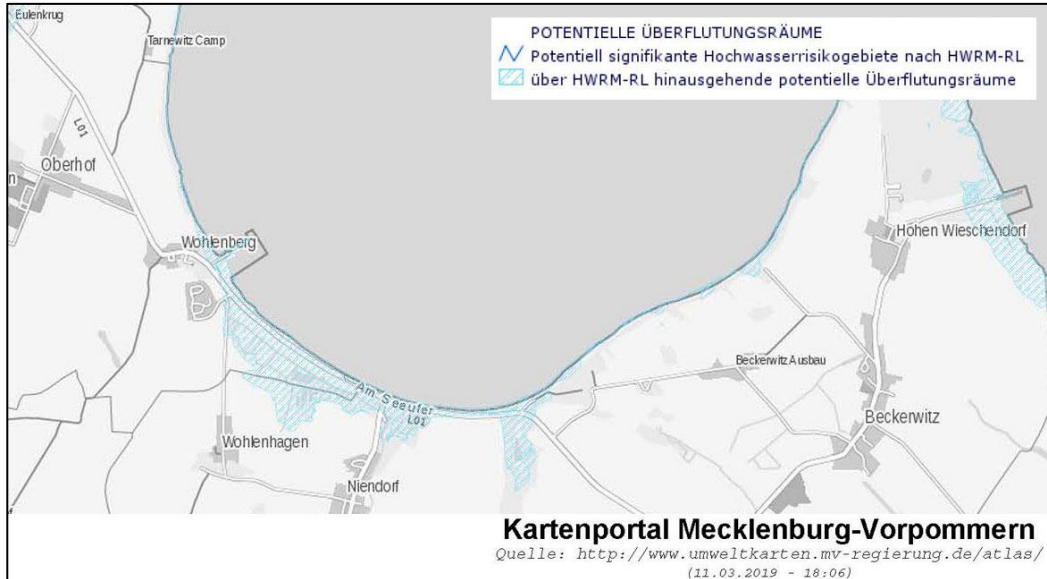 Eulenkrug
Tarnewitz Camp
POTENTIELLE ÜBERFLUTUNGSRÄUME
Potentiell signifikante Hochwasserrisikogebiete nach HWRM-RL
über HWRM-RL hinausgehende potentielle Überflutungsräume
L01
Oberhof
n
Wohlenberg
Hohen Wieschendorf
Am Seeufer
L01
Beckerwitz Ausbau
Beckerwitz
Wohlenhagen
Niendorf
Kartenportal Mecklenburg-Vorpommern
Quelle: http://www.umweltkarten.mv-regierung.de/atlas/
(11.03.2019 - 18:06)